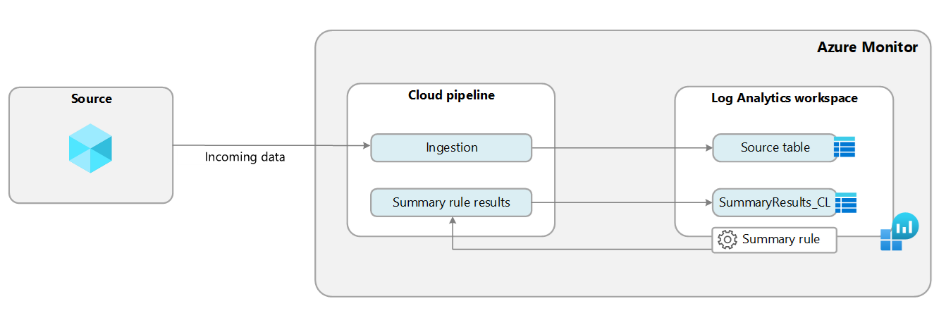 Azure Monitor
Source
Cloud pipeline
Log Analytics workspace
Incoming data
Ingestion
Source table
Summary rule results
SummaryResults_CL
Summary rule